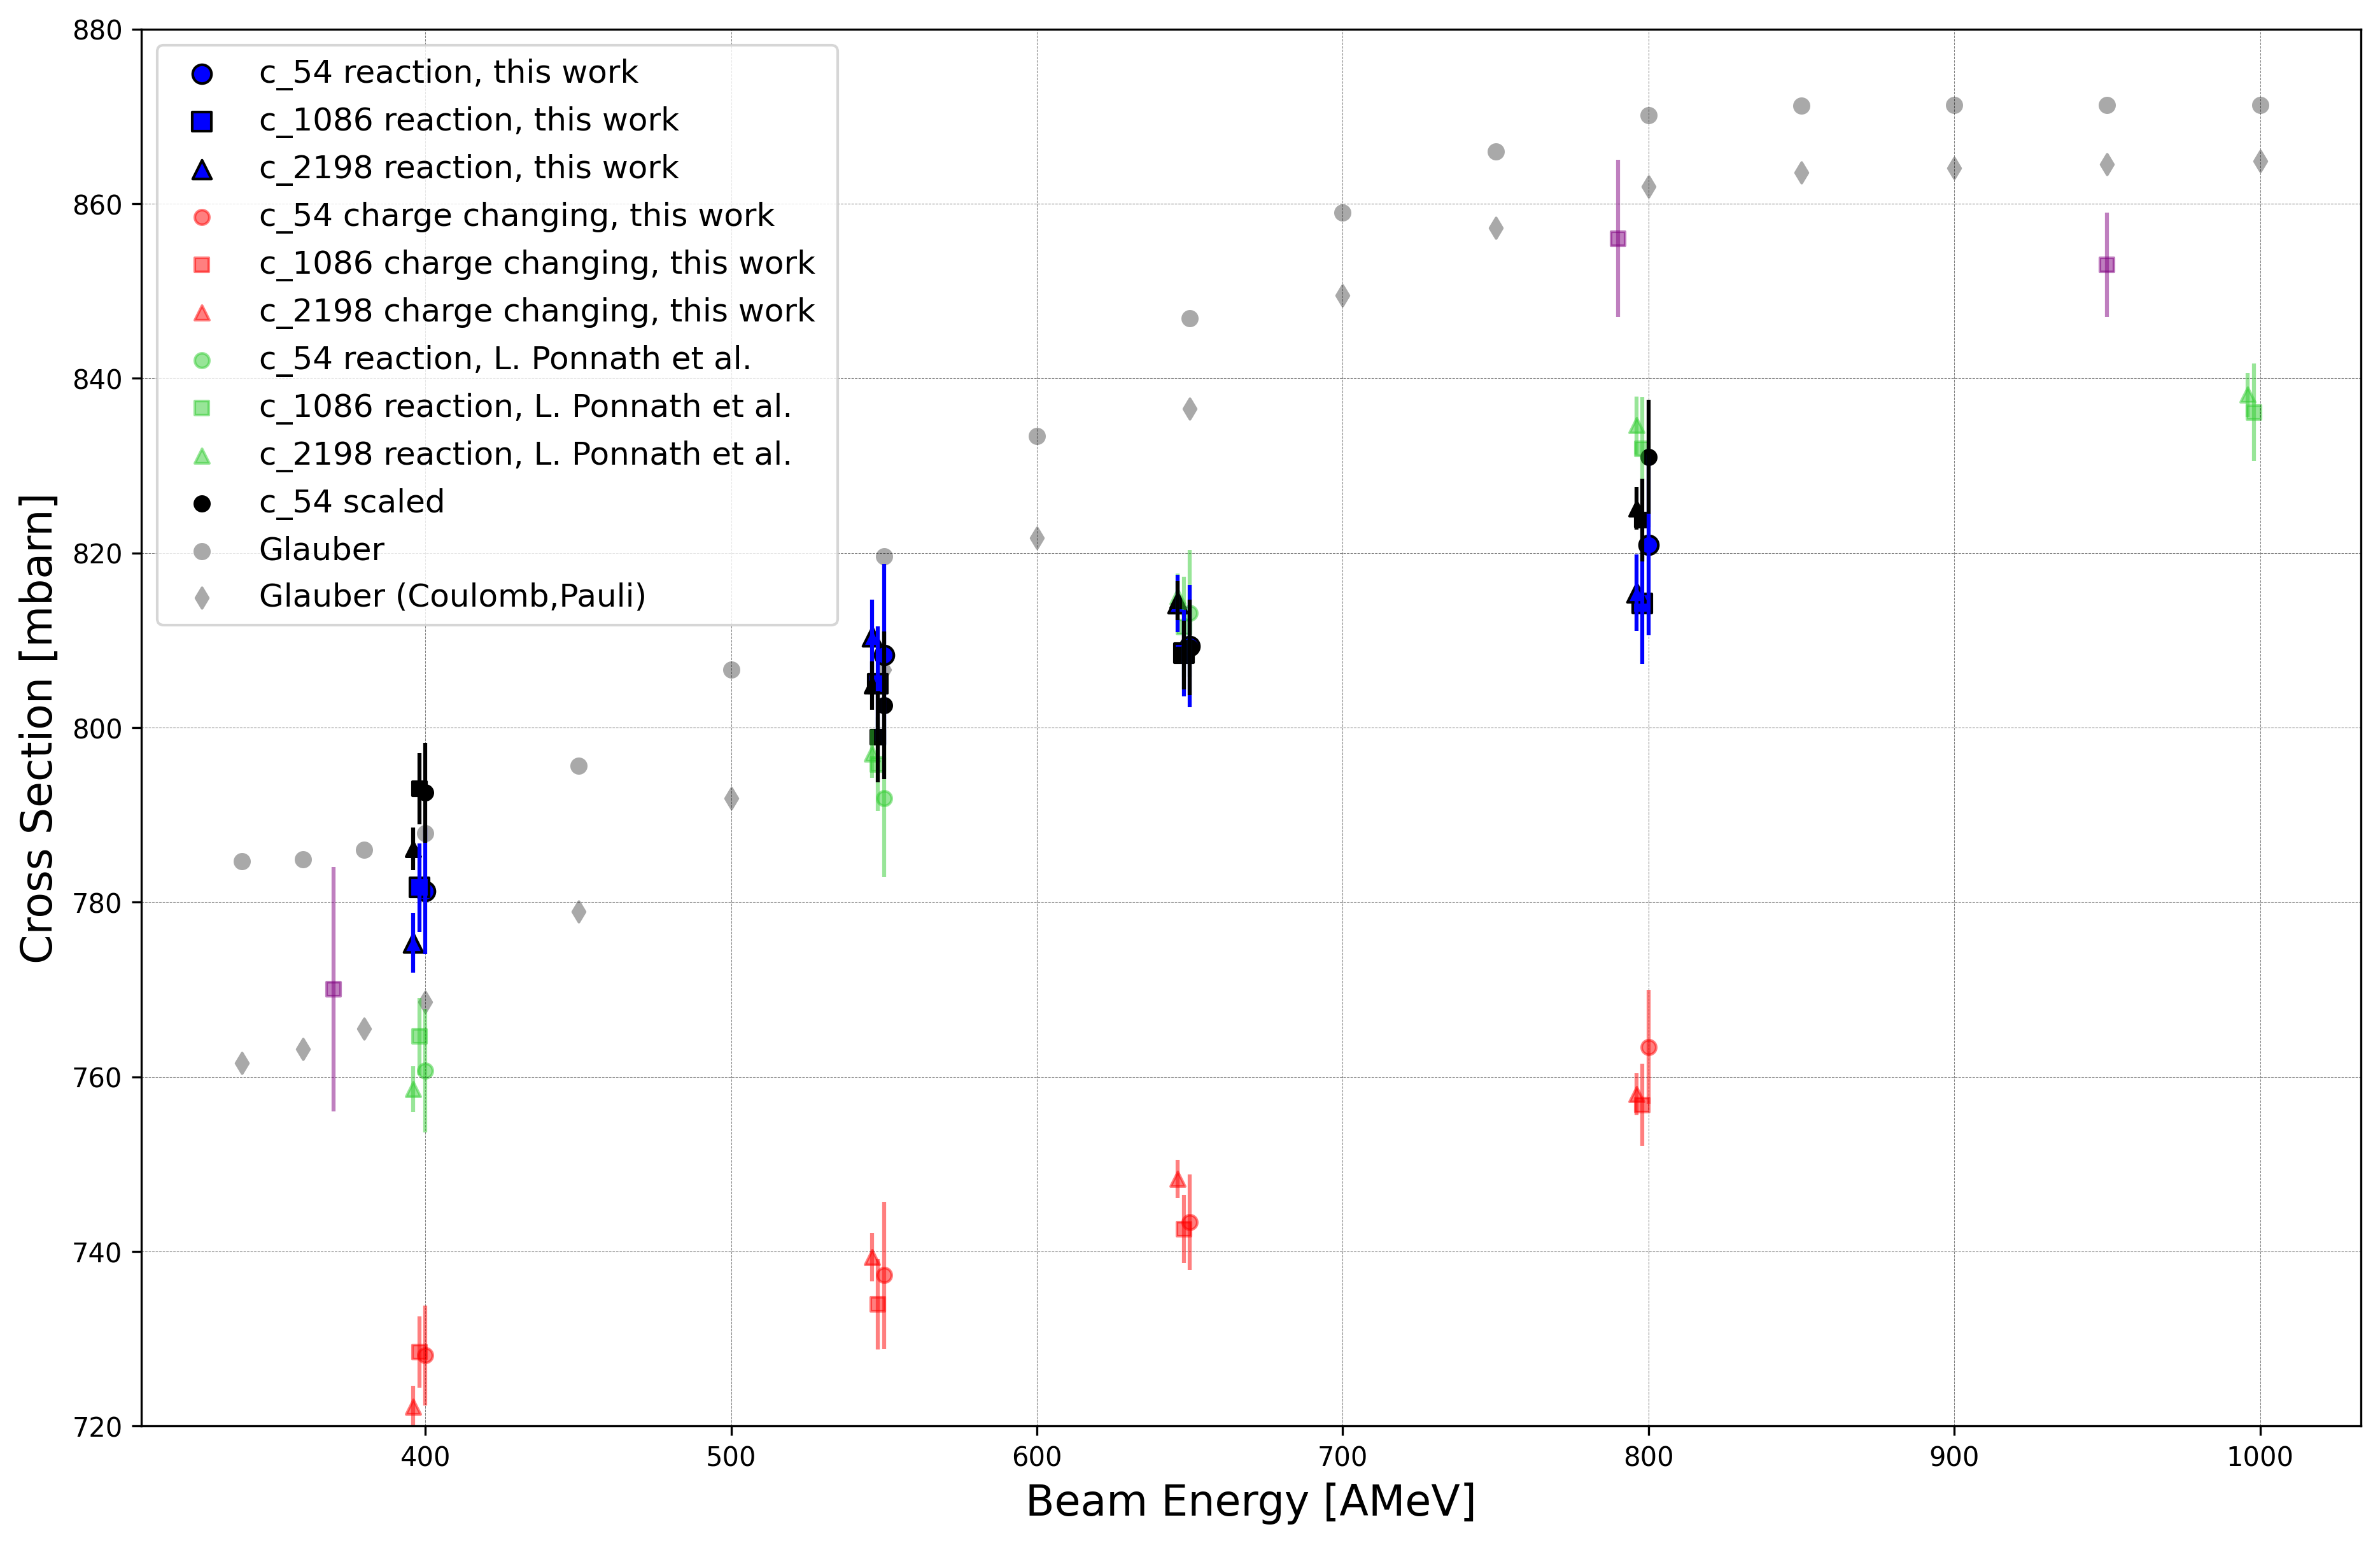 880
860
840
820
800
780
760
740
720
Cross Section [mbarn]
c_54 reaction, this work
c_1086 reaction, this work
c_2198 reaction, this work
c_54 charge changing, this work
c_1086 charge changing, this work
c_2198 charge changing, this work
c_54 reaction, L. Ponnath et al.
c_1086 reaction, L. Ponnath et al.
c_2198 reaction, L. Ponnath et al.
c_54 scaled
Glauber
Glauber (Coulomb,Pauli)
400 500 600 700 800 900 1000
Beam Energy [AMeV]